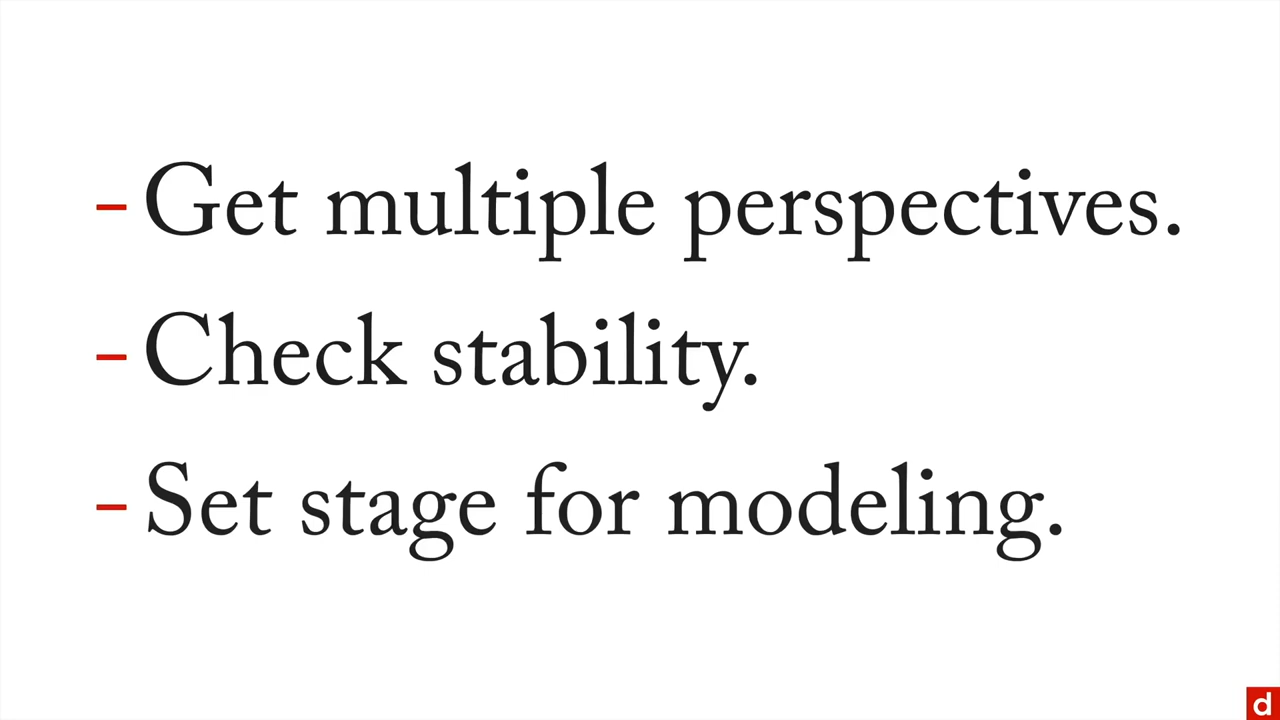 - Get multiple perspectives.
- Check stability.
- Set stage for modeling.
d